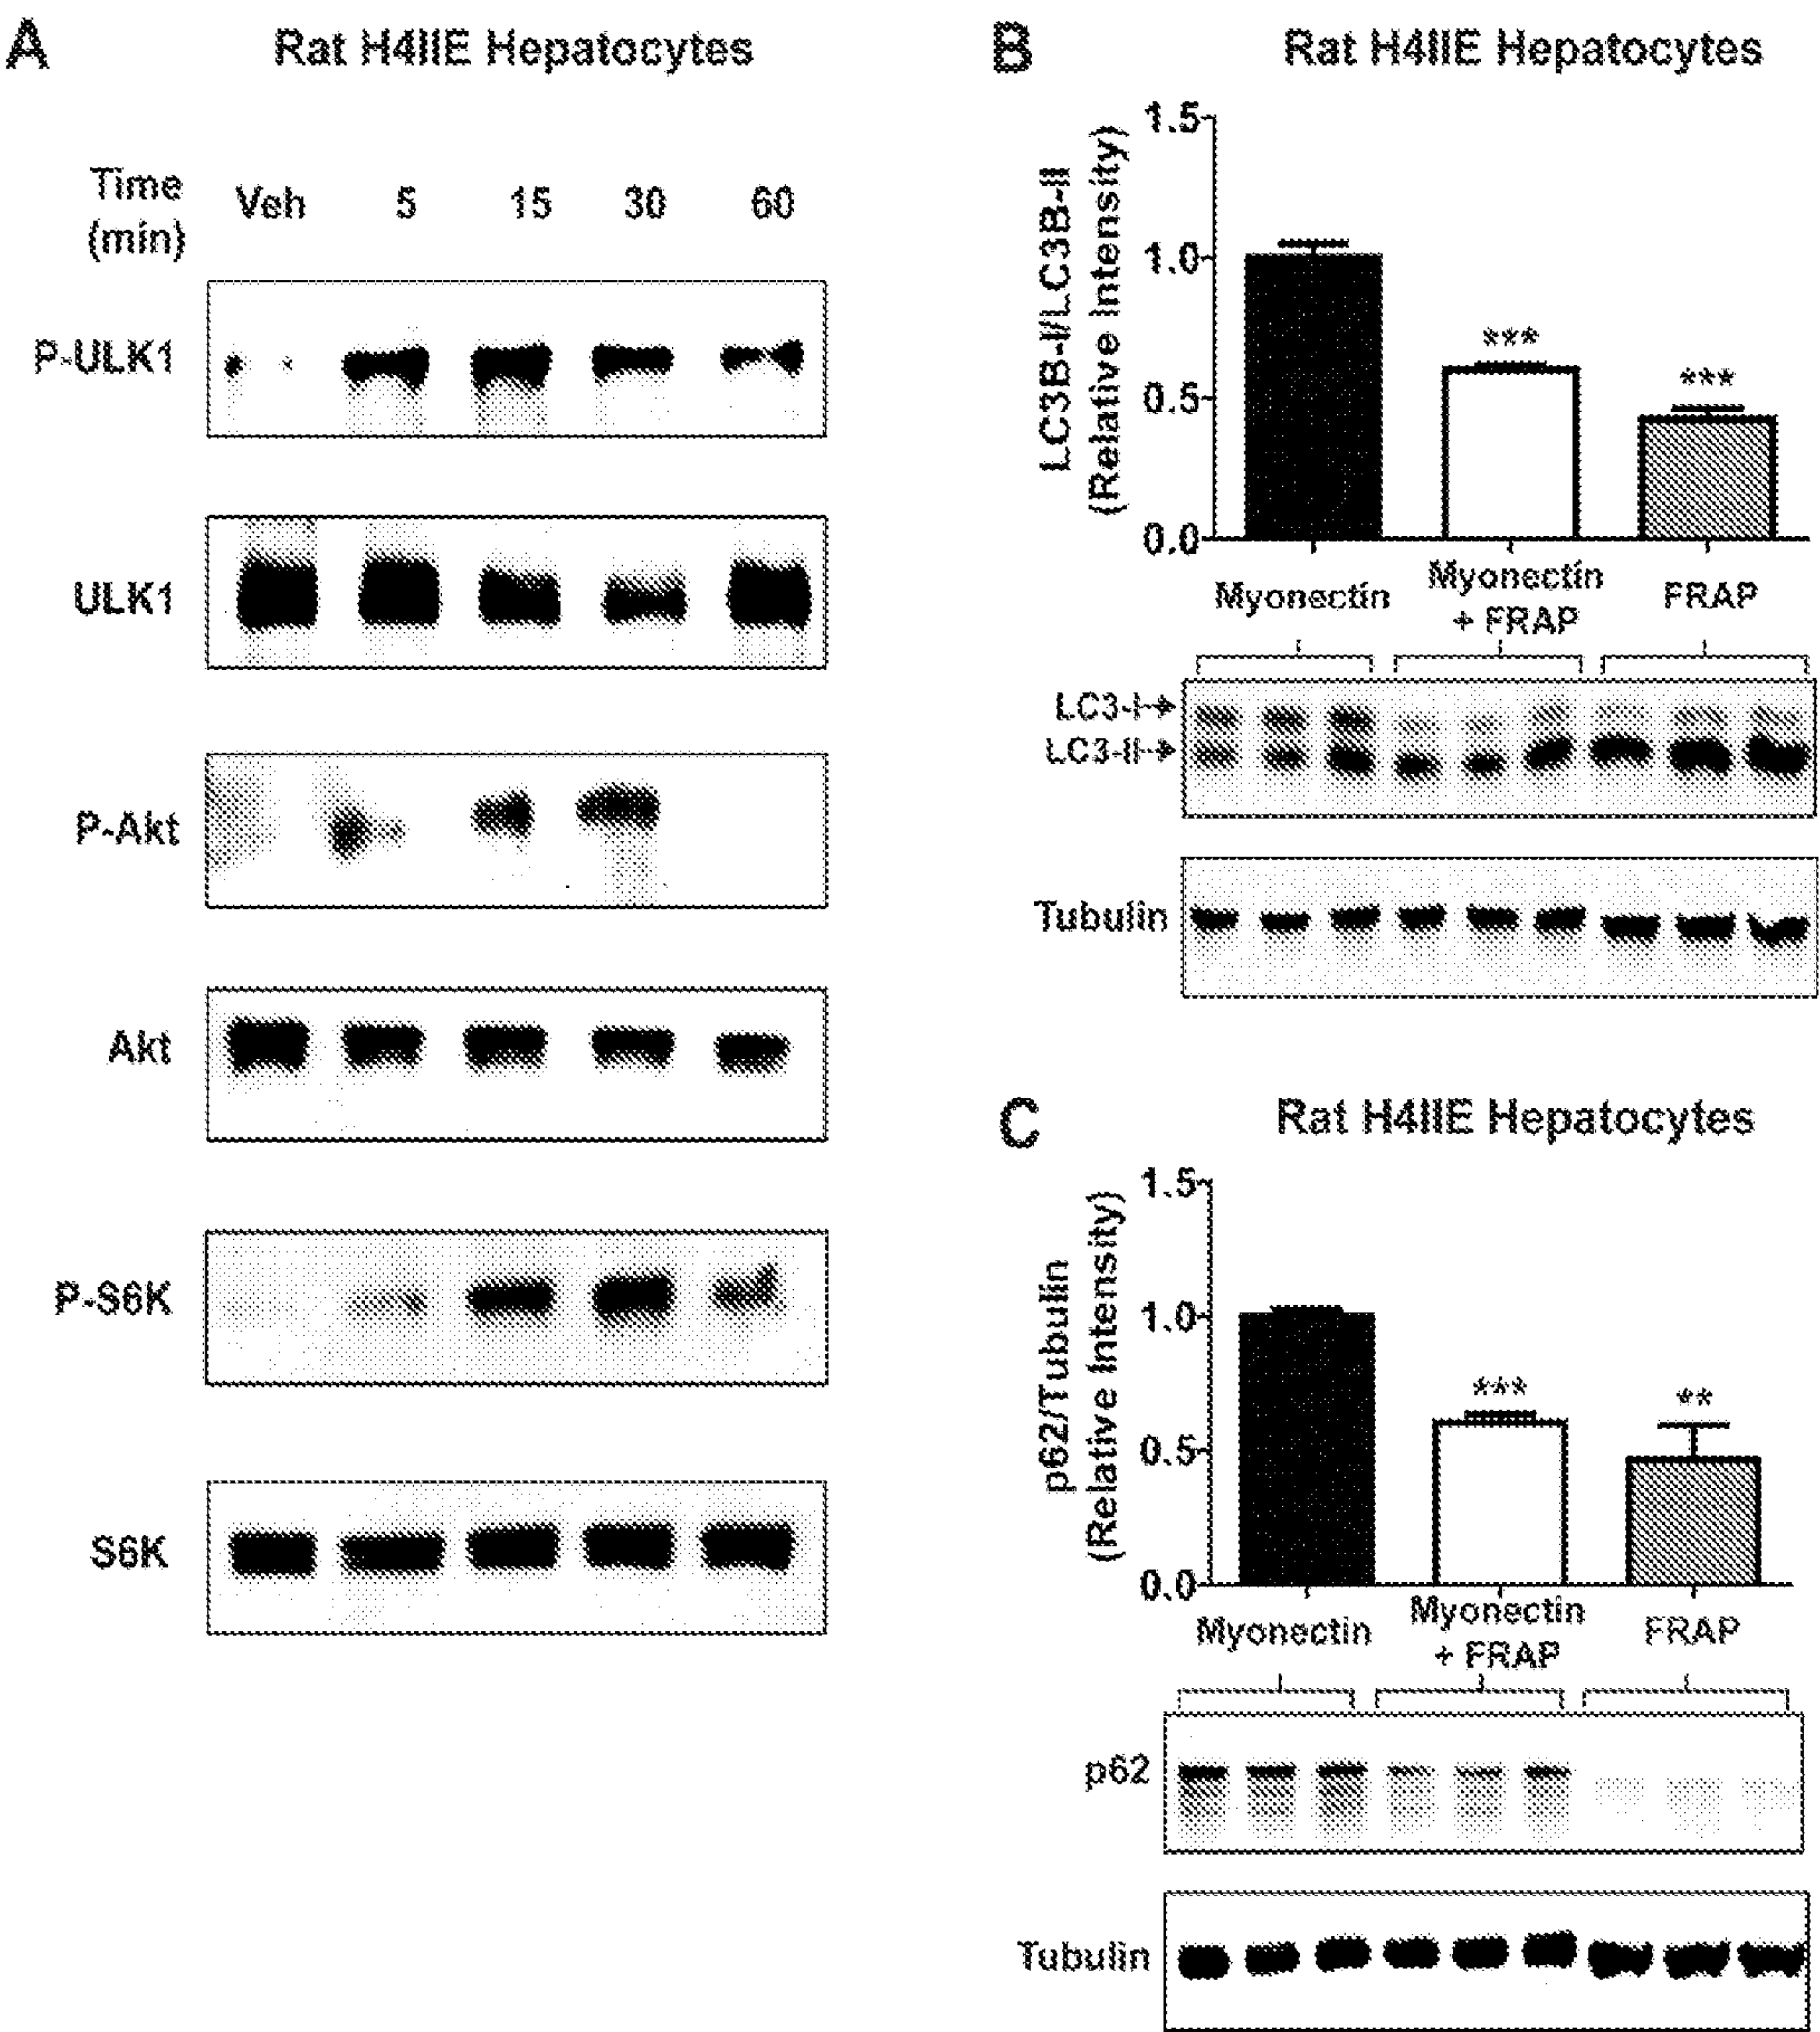 A
Rat H4IIE Hepatocytes
Time
(min)
Veh
5
15
30
60
P-ULK1
ULK1
P-Akt
Akt
P-S6K
S6K
B
Rat H4IIE Hepatocytes
LC3B-I/LC3B-II
(Relative Intensity)
1.5
1.0
0.5
0.0
***
***
Myonectin
Myonectin
+ FRAP
FRAP
LC3-I
LC3-II
Tubulin
C
Rat H4IIE Hepatocytes
p62/Tubulin
(Relative Intensity)
1.5
1.0
0.5
0.0
***
**
Myonectin
Myonectin
+ FRAP
FRAP
p62
Tubulin